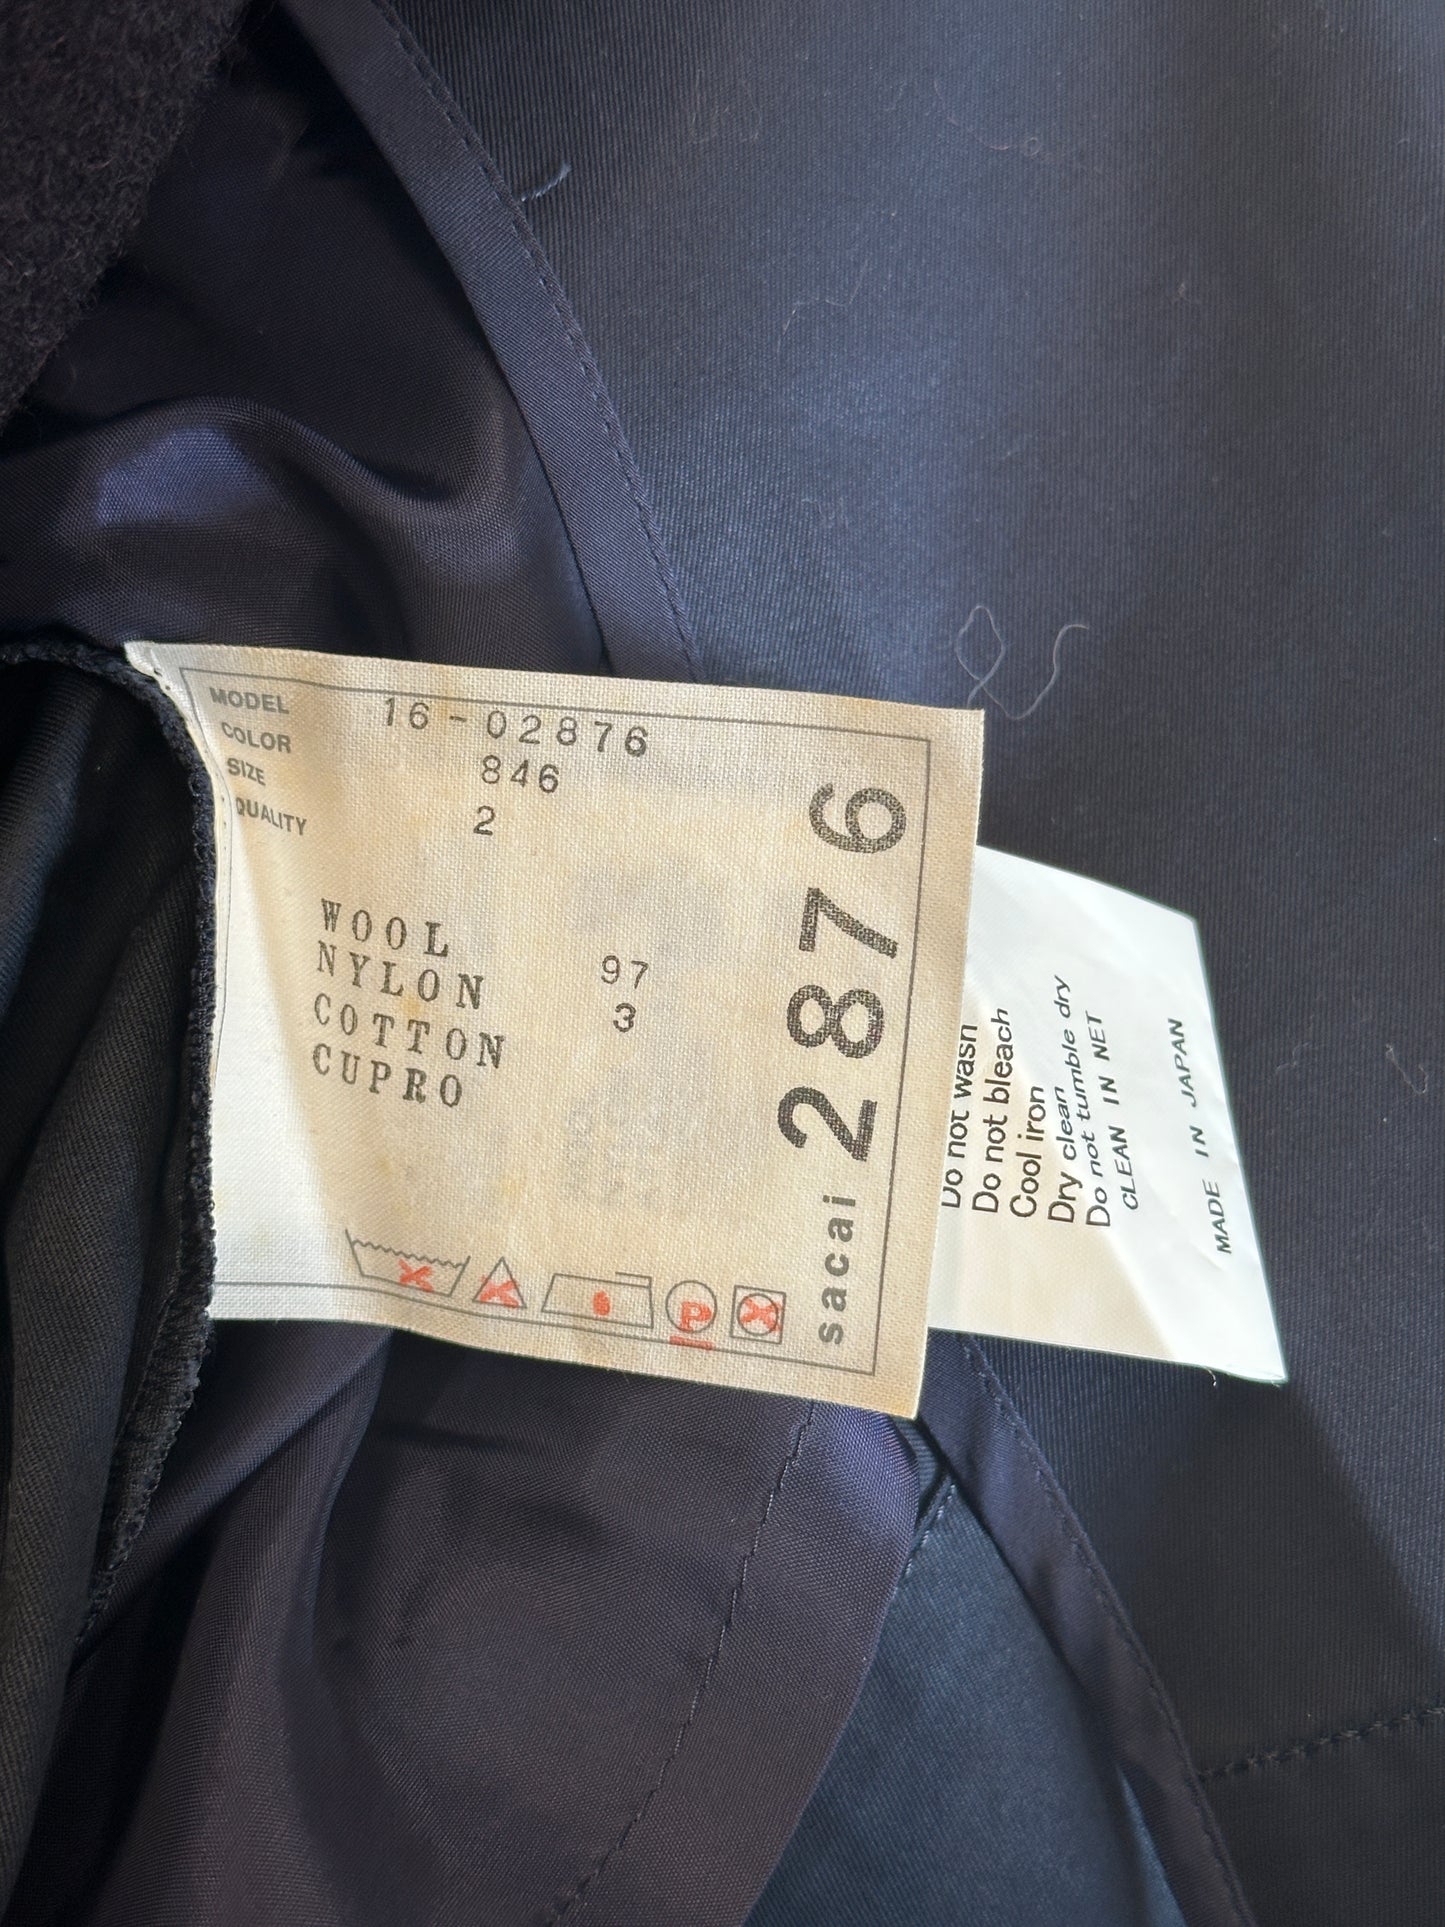 MODEL 16-02876
COLOR 846
SIZE 2
QUALITY
WOOL 97
NYLON 3
COTTON
CUPRO
P
sacai 2876
Do not wash
Do not bleach
Cool iron
Dry clean
Do not tumble dry
CLEAN IN NET
MADE IN JAPAN